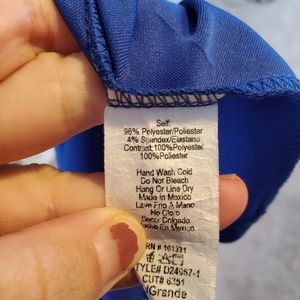 Self:
96% Polyester/Poliester
4% Spandex/Elastano
Contrast:100%Polyester
100%Poliester
Hand Wash Cold
Do Not Bleach
Hang Or Line Dry
Made in Mexico
Lave Frio A Mano
No Cloro
Secar Colgado
Hecho En Mexico
RN # 101331
STYLE# D24687-1
CUT# 6351
/Grande